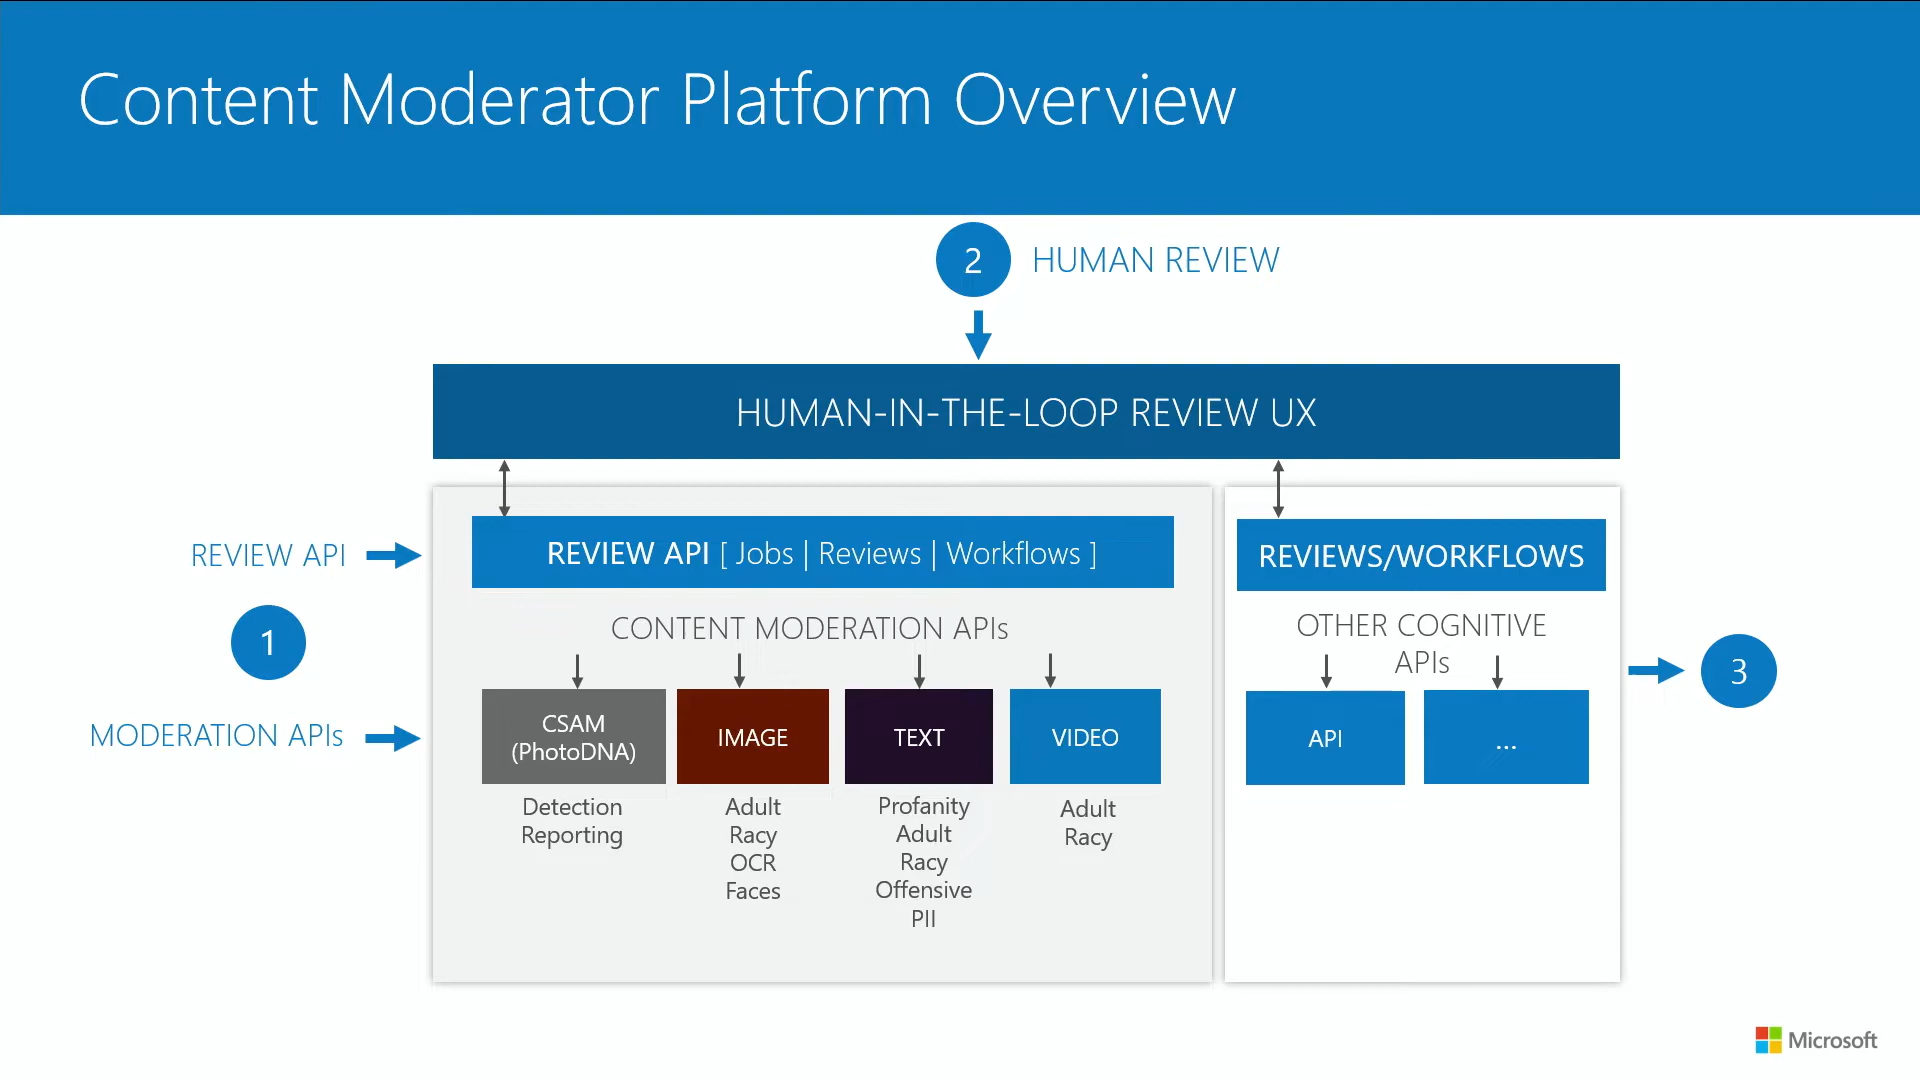 Content Moderator Platform Overview
2 HUMAN REVIEW
HUMAN-IN-THE-LOOP REVIEW UX
REVIEW API
1
MODERATION APIs
REVIEW API [ Jobs | Reviews | Workflows ]
CONTENT MODERATION APIs
CSAM
(PhotoDNA)
Detection
Reporting
IMAGE
Adult
Racy
OCR
Faces
TEXT
Profanity
Adult
Racy
Offensive
PII
VIDEO
Adult
Racy
REVIEWS/WORKFLOWS
OTHER COGNITIVE
APIs
API
...
3
Microsoft